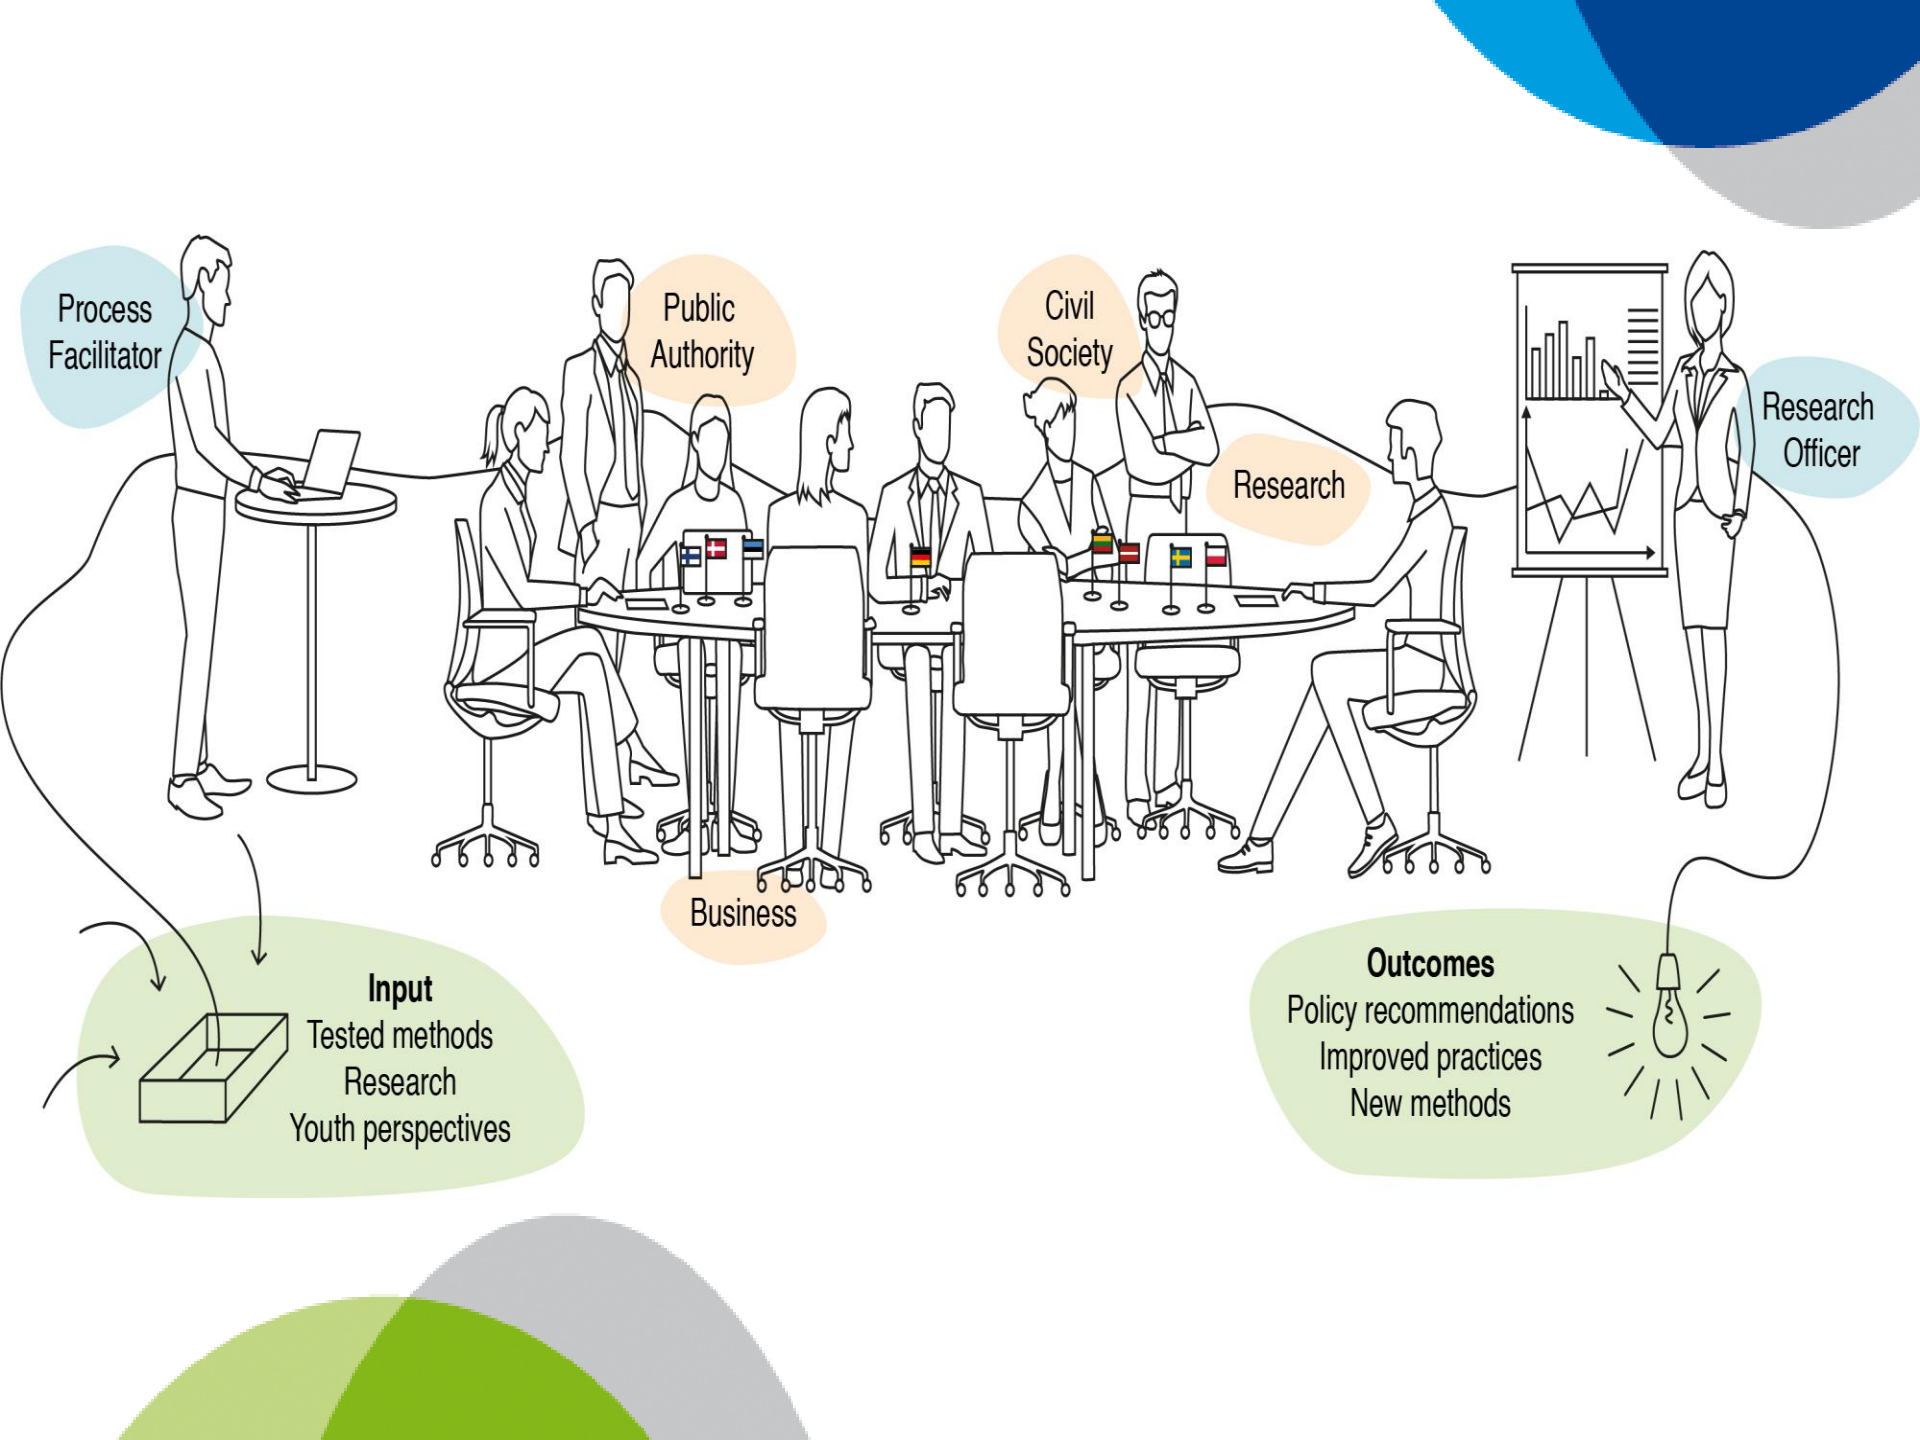 Process
Facilitator
Public
Authority
Civil
Society
Research
Research
Officer
Business
Input
Tested methods
Research
Youth perspectives
Outcomes
Policy recommendations
Improved practices
New methods